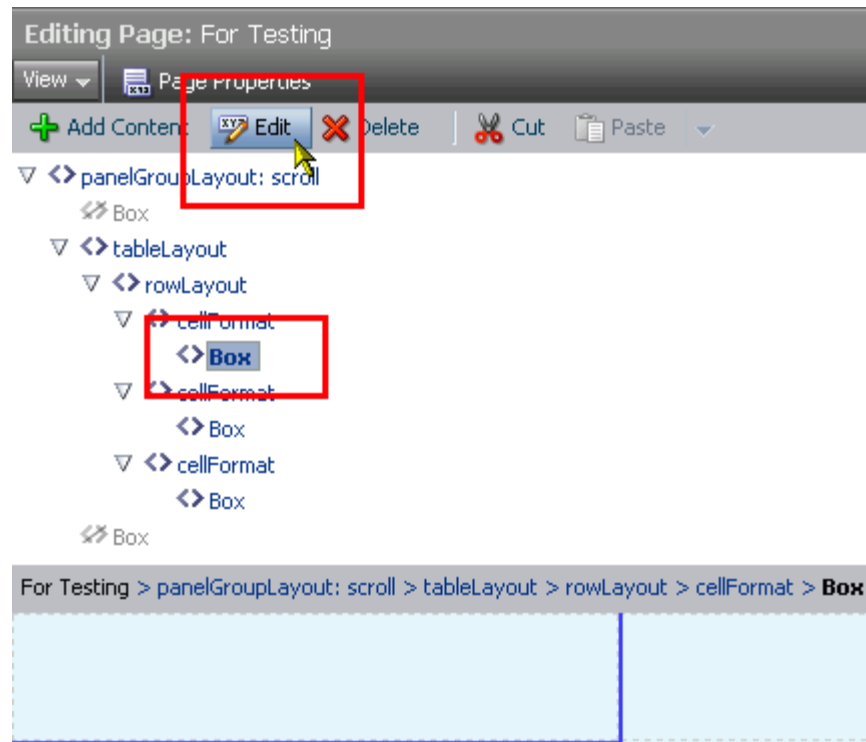 Editing Page: For Testing
View Page Properties
Add Content Edit Delete Cut Paste
panelGroupLayout: scroll
Box
tableLayout
rowLayout
cellFormat
Box
cellFormat
Box
cellFormat
Box
Box
For Testing > panelGroupLayout: scroll > tableLayout > rowLayout > cellFormat > Box